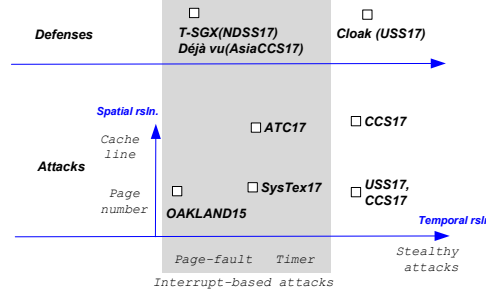 Defenses
T-SGX(NDSS17)
Déjà vu(AsiaCCS17)
Cloak (USS17)
Spatial rsln.
Cache
line
ATC17
CCS17
Attacks
Page
number
OAKLAND15
SysTex17
USS17,
CCS17
Temporal rsln
Page-fault Timer
Stealthy
attacks
Interrupt-based attacks